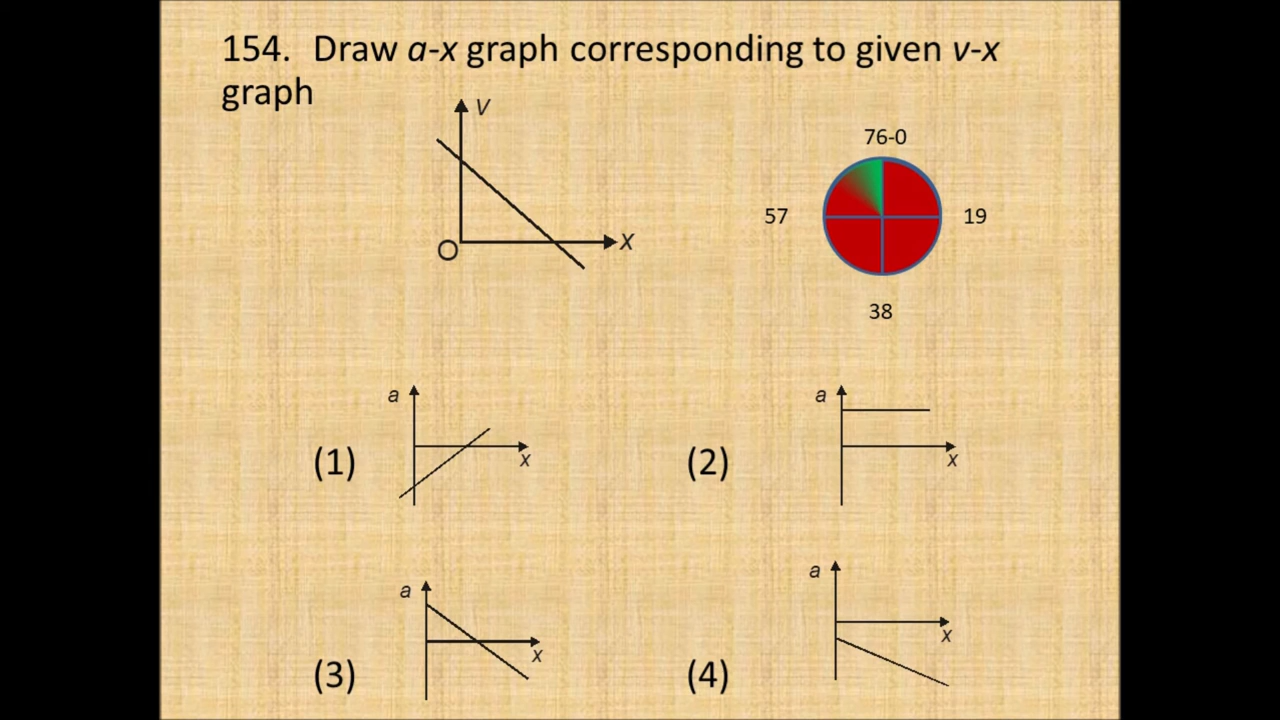 154. Draw a-x graph corresponding to given v-x
graph
V
O
X
76-0
57
19
38
(1)
a
x
(2)
a
x
(3)
a
x
(4)
a
x